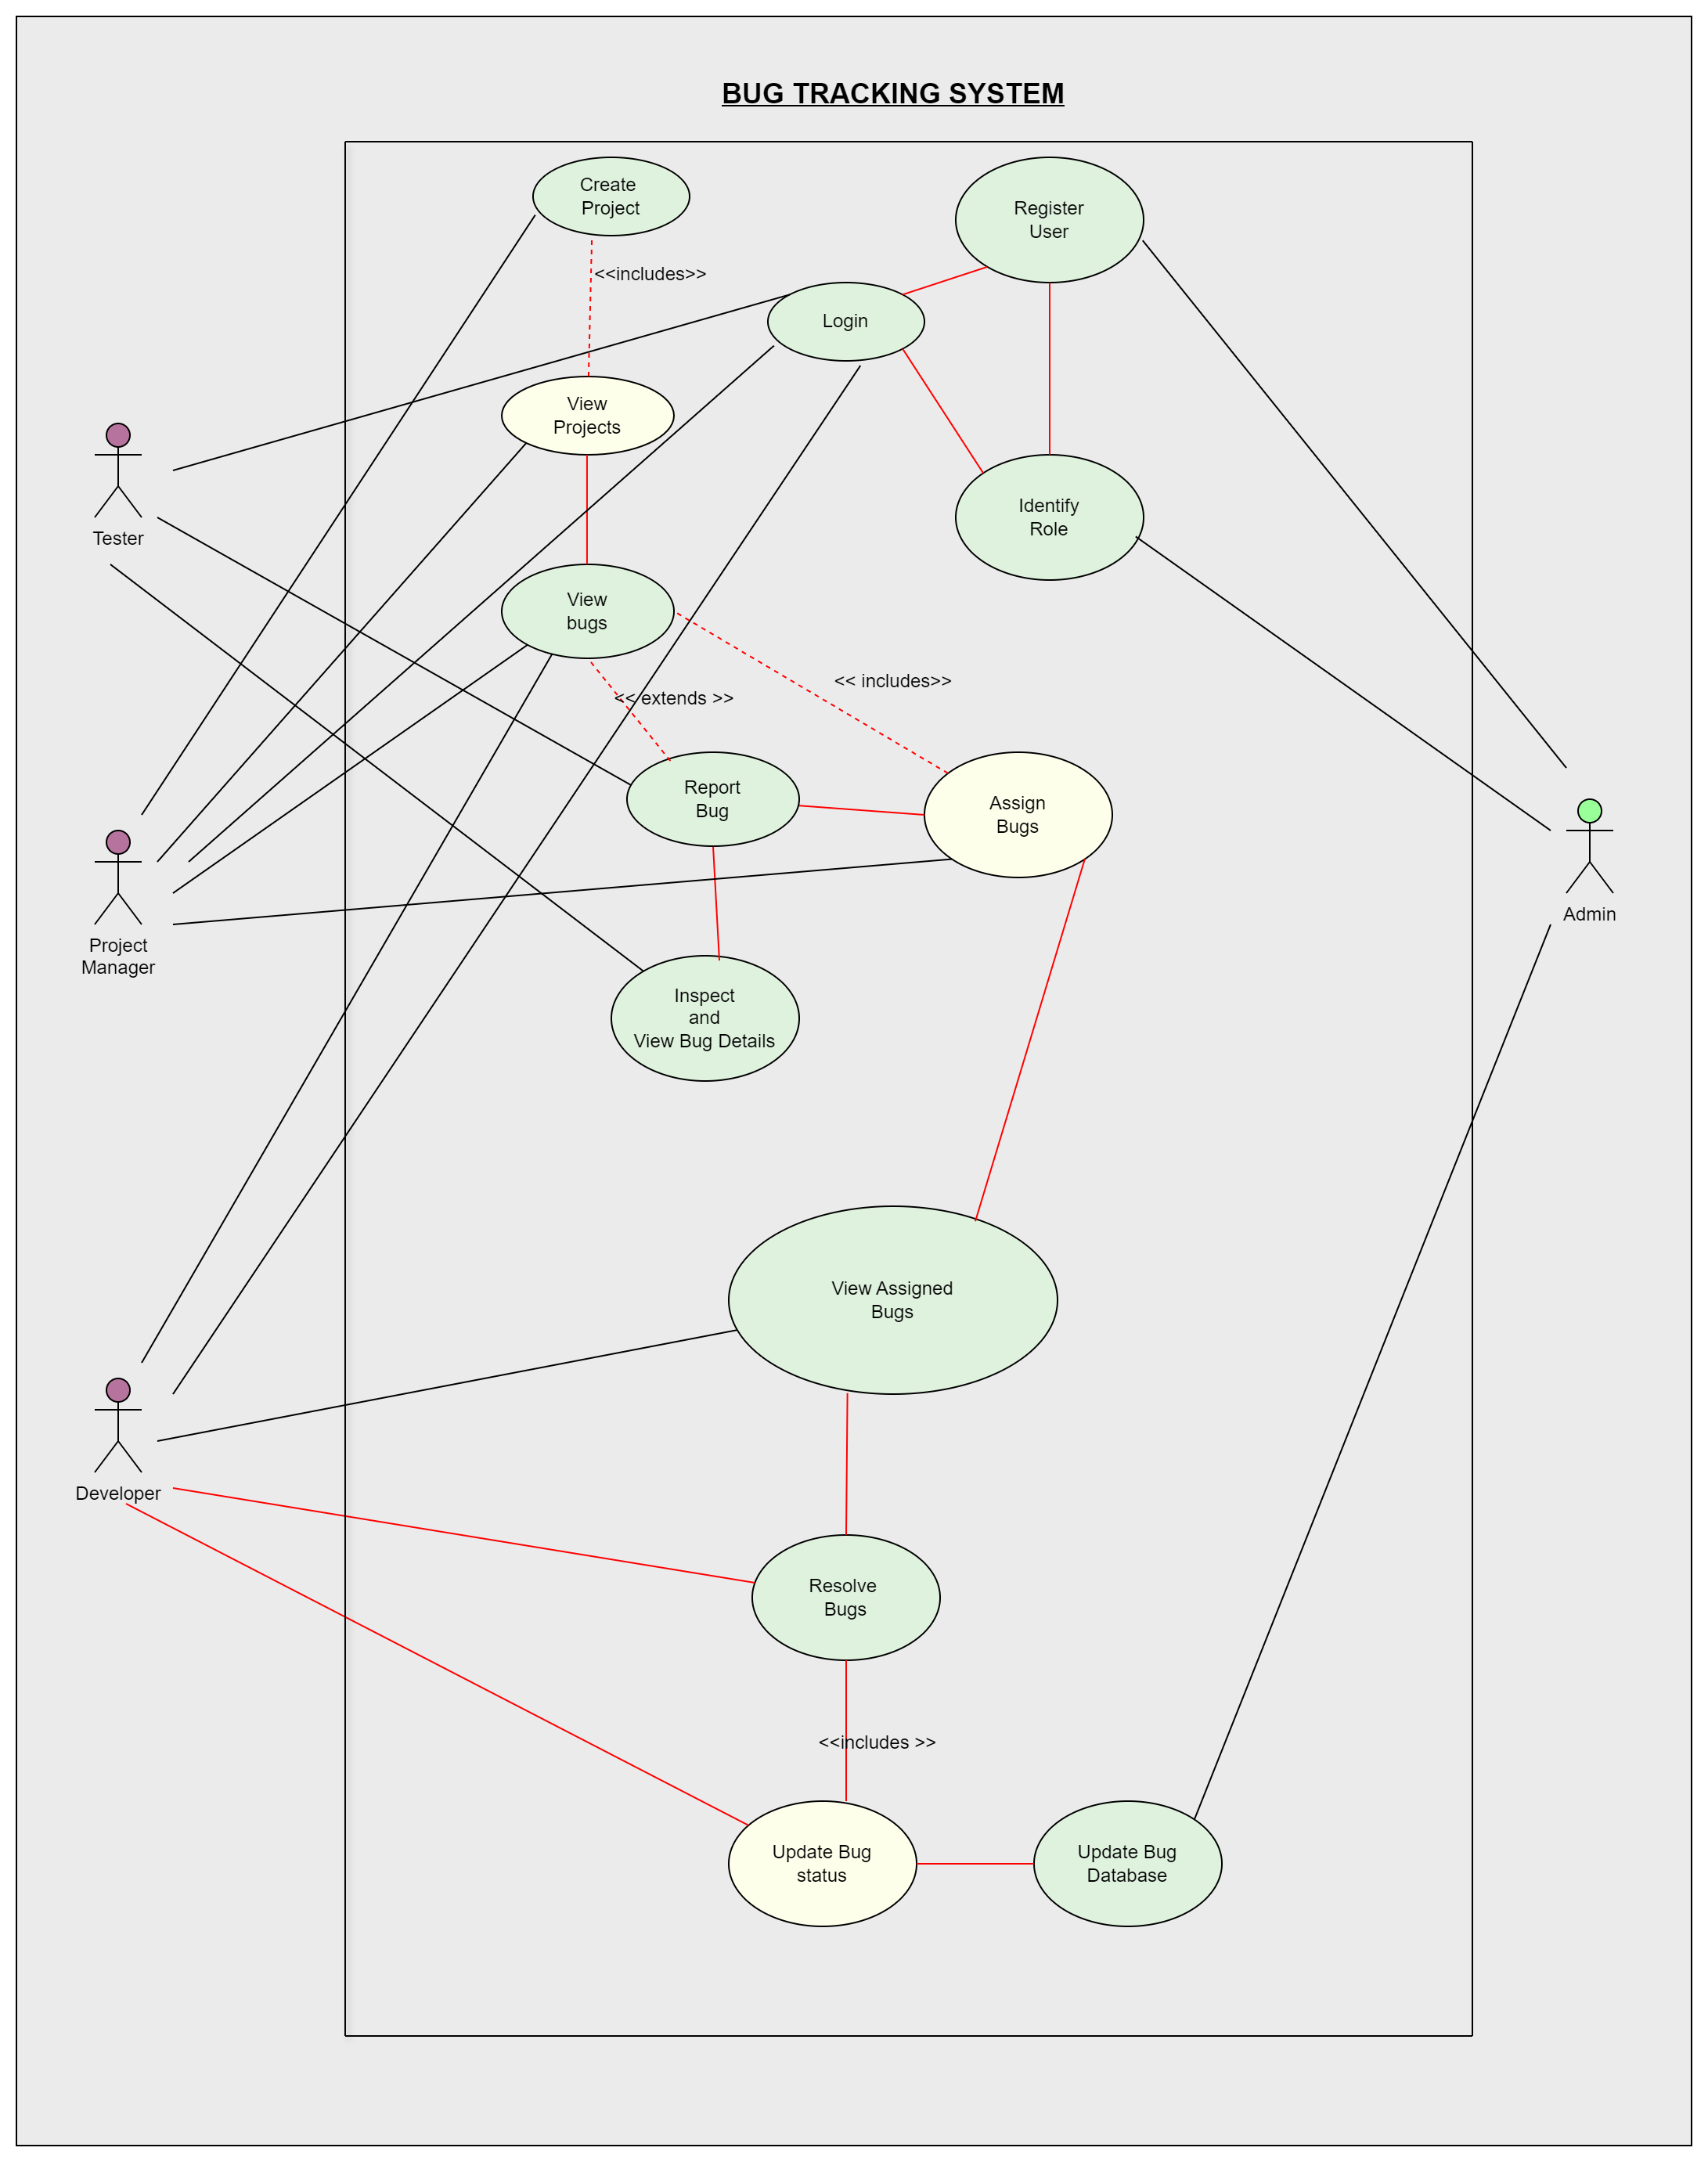 BUG TRACKING SYSTEM
Create
Project
Register
User
<<includes>>
Login
View
Projects
Identify
Role
Tester
View
bugs
<< includes>>
<< extends >>
Report
Bug
Assign
Bugs
Admin
Project
Manager
Inspect
and
View Bug Details
View Assigned
Bugs
Developer
Resolve
Bugs
<<includes >>
Update Bug
status
Update Bug
Database